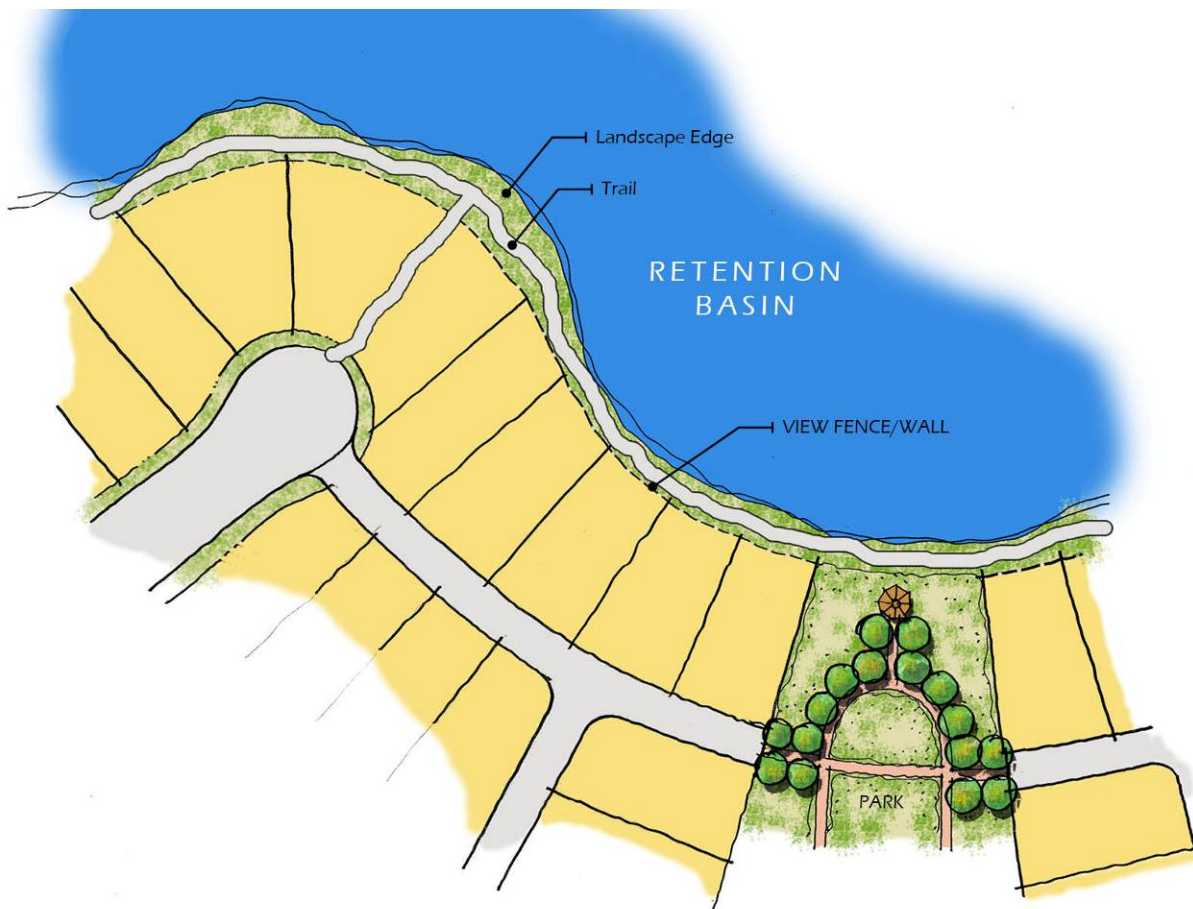 Landscape Edge
Trail
RETENTION
BASIN
VIEW FENCE/WALL
PARK